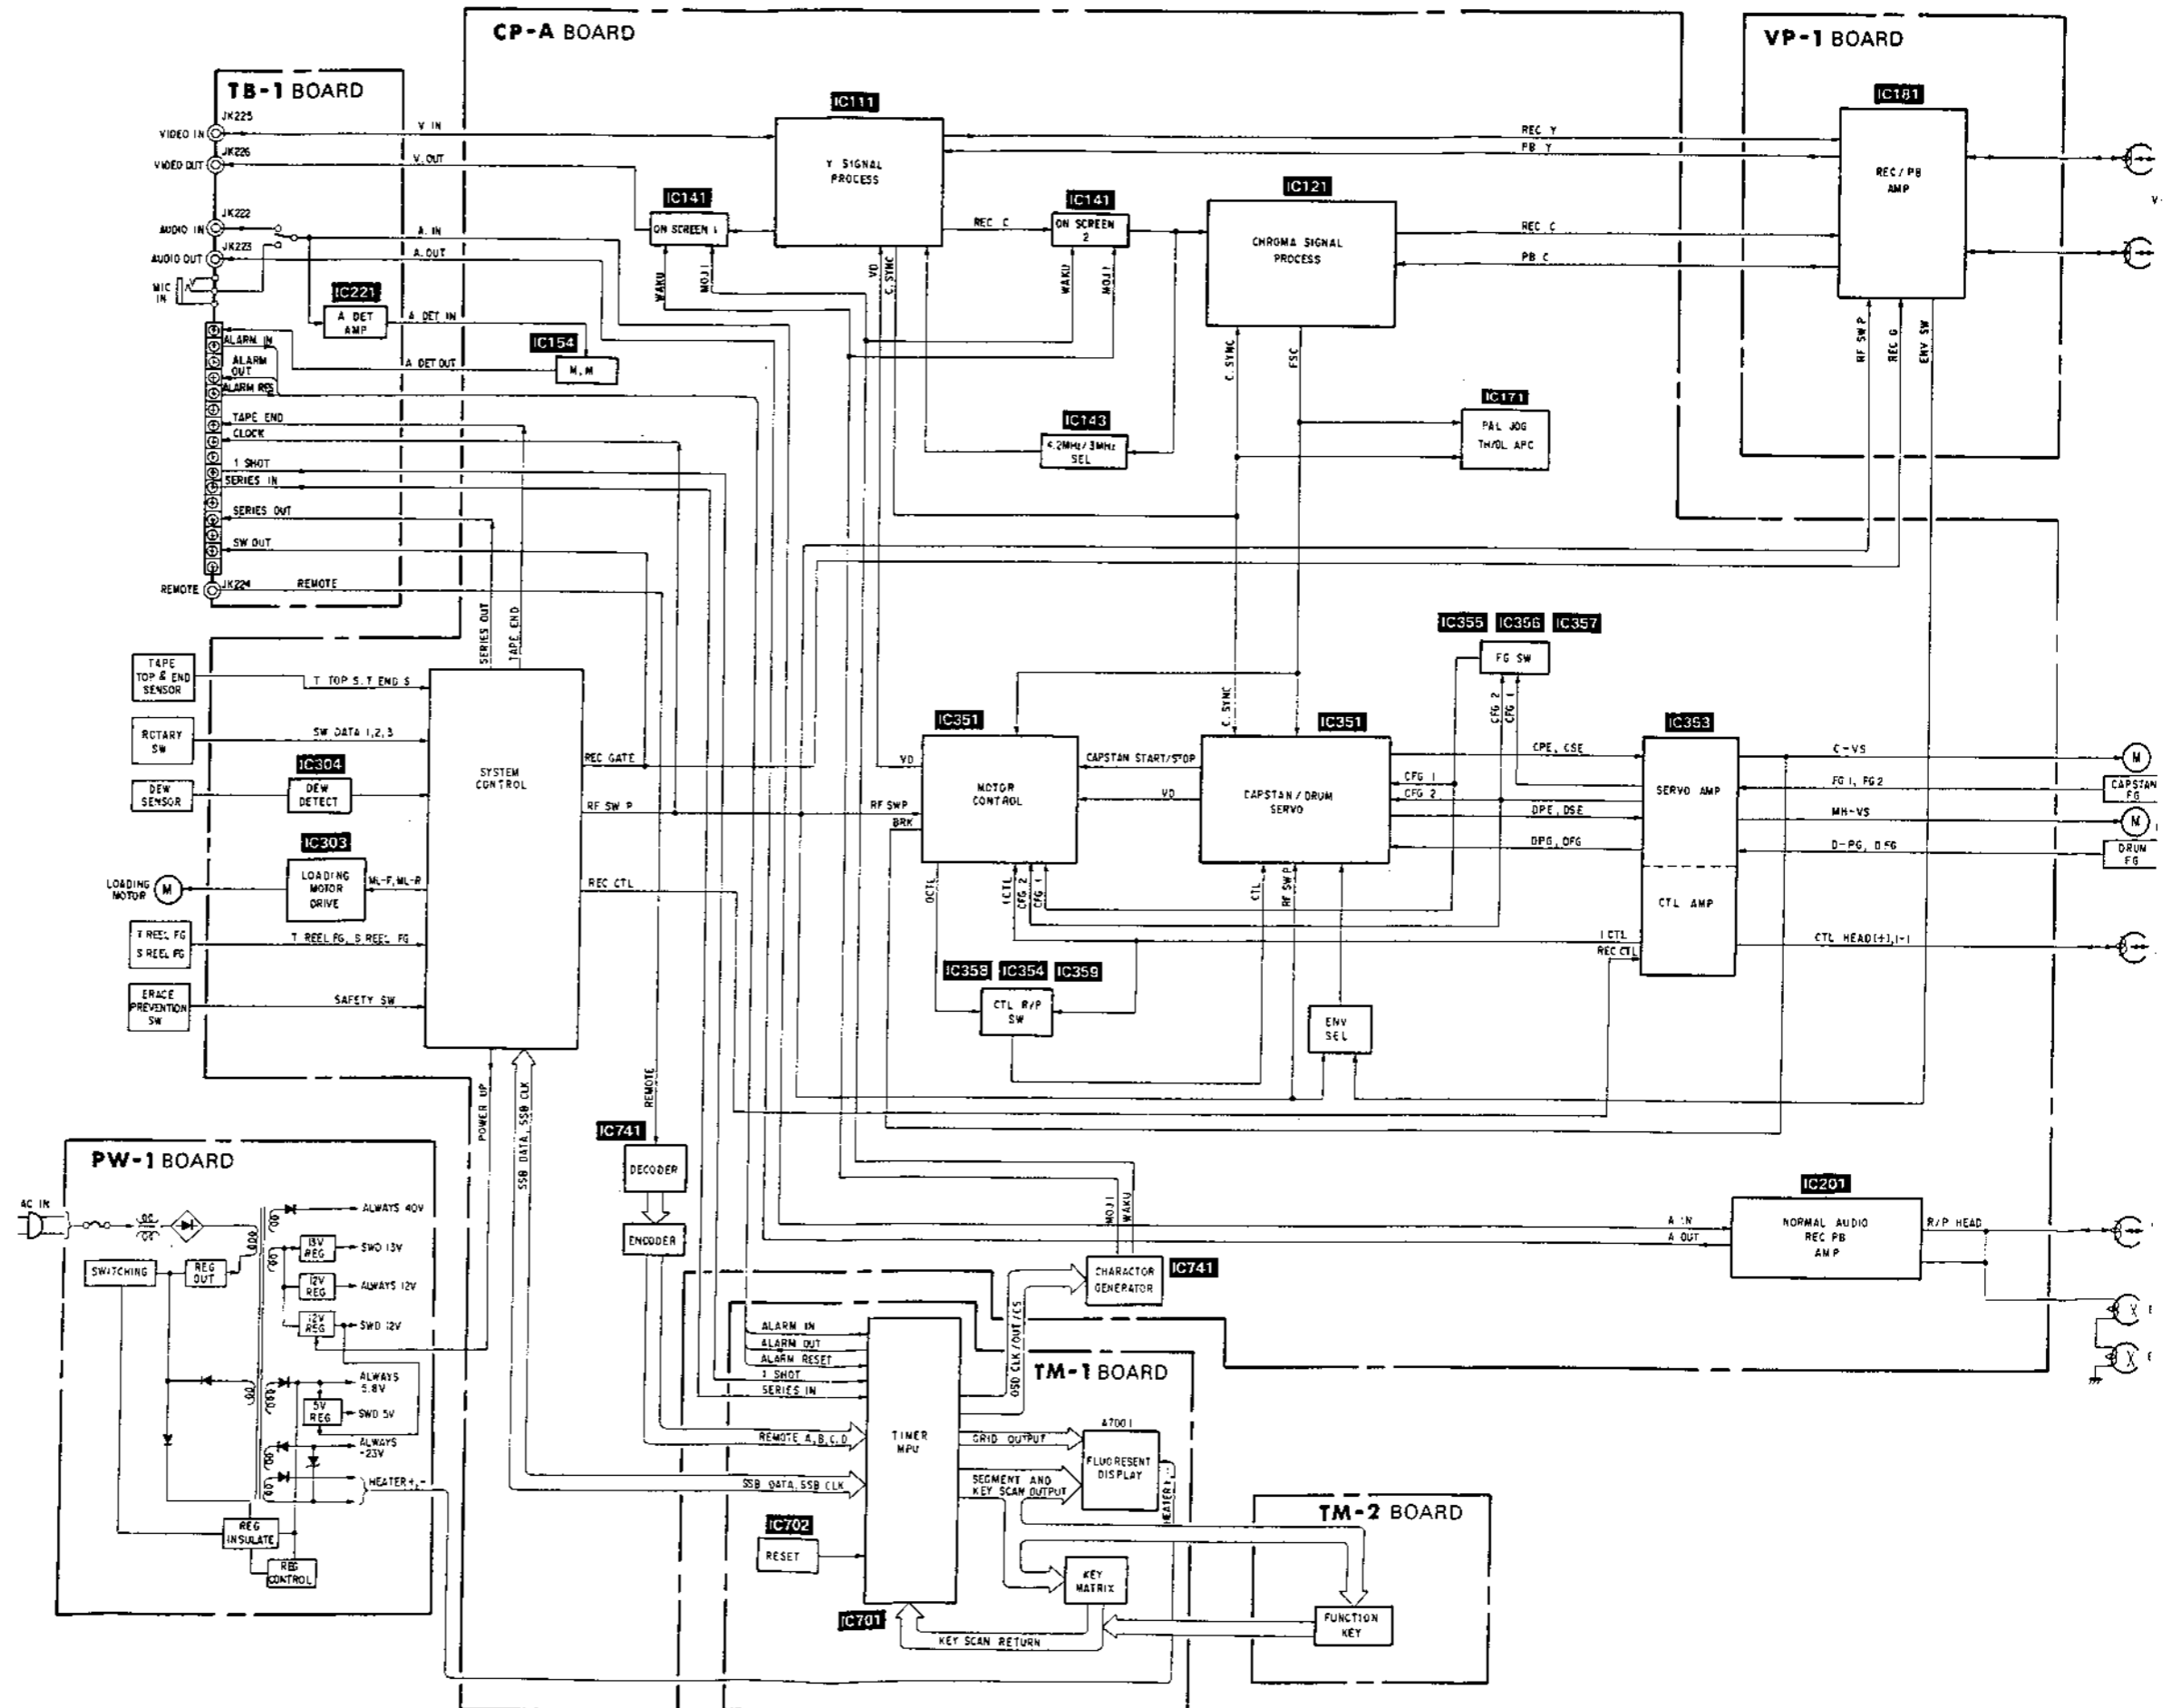 CP-A BOARD
VP-1 BOARD
TB-1 BOARD
IC111
IC181
JK225
VIDEO IN
V IN
REC Y
PB Y
JK226
VIDEO OUT
V.OUT
Y SIGNAL
PROCESS
REC/PB
AMP
IC141
IC141
IC121
JK222
AUDIO IN
A. IN
ON SCREEN 1
REC C
ON SCREEN
2
REC C
JK223
AUDIO OUT
A.OUT
CHROMA SIGNAL
PROCESS
PB C
MIC
IN
WAKU
MOJI
VD
C.SYNC
WAKU
MOJI
IC221
A DET
AMP
A DET IN
IC154
M.M
A DET OUT
ALARM IN
ALARM
OUT
ALARM RES
C.SYNC
FSC
RF SW P
REC G
ENV SW
TAPE END
CLOCK
IC143
4.2MHz/3MHz
SEL
IC171
PAL JOG
TH/DL APC
1 SHOT
SERIES IN
SERIES OUT
SW OUT
REMOTE
JK224
REMOTE
SERIES OUT
TAPE END
IC355
IC356
IC357
FG SW
TAPE
TOP & END
SENSOR
T TOP S.T END S
CFG 2
CFG 1
ROTARY
SW
SW DATA 1,2,3
IC351
C.SYNC
IC351
IC353
DEW
SENSOR
IC304
DEW
DETECT
SYSTEM
CONTROL
REC GATE
VD
CAPSTAN START/STOP
CPE, CSE
C-VS
M
MOTOR
CONTROL
VD
CAPSTAN/DRUM
SERVO
CFG 1
CFG 2
SERVO AMP
FG1, FG2
CAPSTAN
FG
RF SW P
RF SWP
BRK
DPE, DSE
MH-VS
M
IC303
DPG, DFG
D-PG, D FG
DRUM
FG
LOADING
MOTOR
M
LOADING
MOTOR
DRIVE
ML-F, ML-R
REC CTL
OCTL
ICTL
CFG 2
CFG 1
CTL
RF SW P
CTL AMP
T REEL FG
S REEL FG
T REEL FG, S REEL FG
I CTL
REC CTL
CTL HEAD(+),(-)
IC358
IC354
IC359
CTL R/P
SW
ERACE
PREVENTION
SW
SAFETY SW
ENV
SEL
POWER UP
SSB DATA, SSB CLK
REMOTE
IC741
DECODER
ENCODER
PW-1 BOARD
AC IN
ALWAYS 40V
13V
REG
SWD 13V
12V
REG
ALWAYS 12V
12V
REG
SWD 12V
SWITCHING
REG
OUT
ALWAYS
5.8V
5V
REG
SWD 5V
ALWAYS
-23V
HEATER+,-
REG
INSULATE
REG
CONTROL
MOJI
WAKU
A IN
A OUT
IC201
NORMAL AUDIO
REC PB
AMP
R/P HEAD
CHARACTOR
GENERATOR
IC741
OSD CLK/OUT/CS
ALARM IN
ALARM OUT
ALARM RESET
1 SHOT
SERIES IN
TM-1 BOARD
TIMER
MPU
REMOTE A,B,C,D
GRID OUTPUT
FLUORESENT
DISPLAY
SSB DATA, SSB CLK
SEGMENT AND
KEY SCAN OUTPUT
TM-2 BOARD
IC702
RESET
KEY
MATRIX
IC701
KEY SCAN RETURN
FUNCTION
KEY